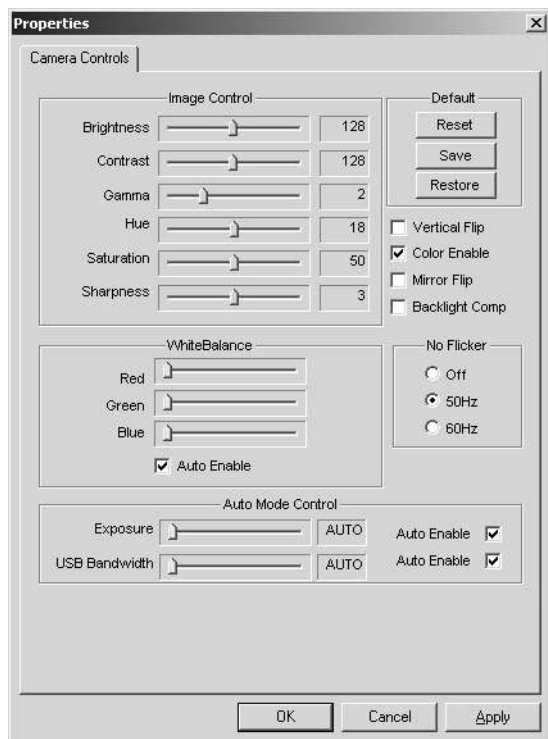 Properties
Camera Controls
Image Control
Brightness 128
Contrast 128
Gamma 2
Hue 18
Saturation 50
Sharpness 3
Default
Reset
Save
Restore
Vertical Flip
Color Enable
Mirror Flip
Backlight Comp
WhiteBalance
Red
Green
Blue
Auto Enable
No Flicker
Off
50Hz
60Hz
Auto Mode Control
Exposure AUTO Auto Enable
USB Bandwidth AUTO Auto Enable
OK Cancel Apply